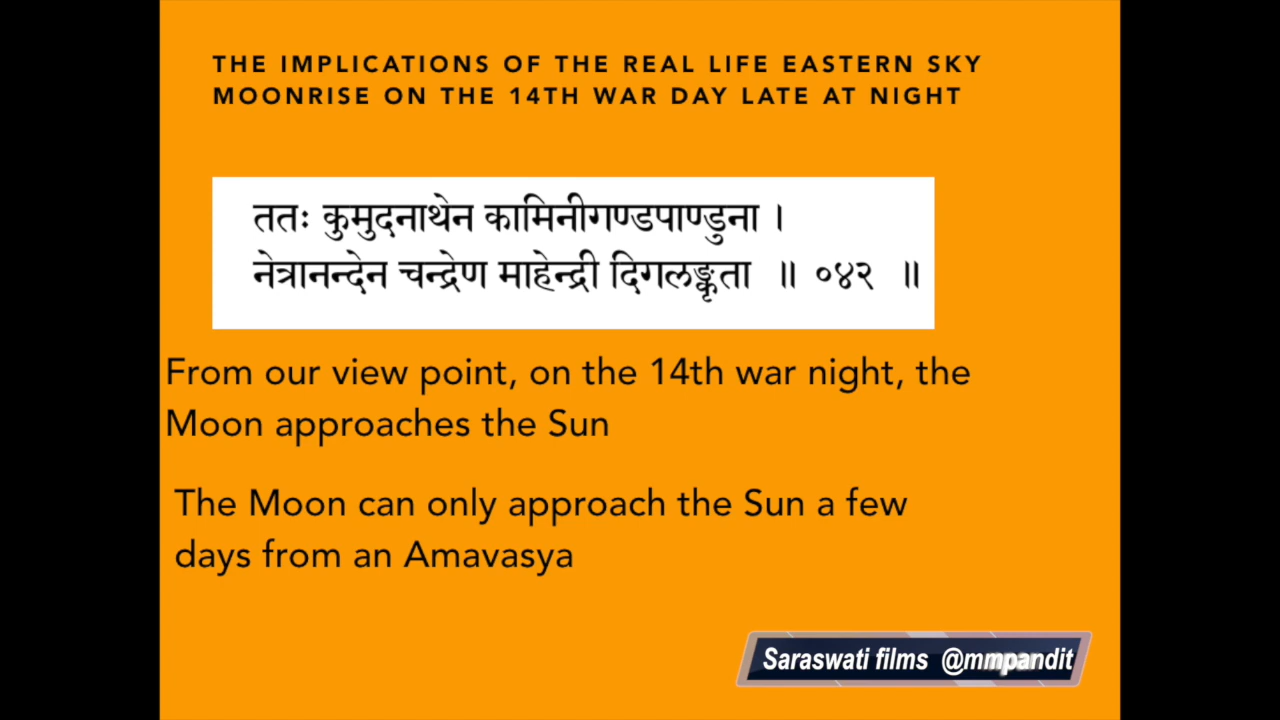 THE IMPLICATIONS OF THE REAL LIFE EASTERN SKY
MOONRISE ON THE 14TH WAR DAY LATE AT NIGHT
ततः कुमुदनाथेन कामिनीगण्डपाण्डुना ।
नेत्रानन्देन चन्द्रेण माहेन्द्री दिगलङ्कृता ॥ ०४२ ॥
From our view point, on the 14th war night, the
Moon approaches the Sun
The Moon can only approach the Sun a few
days from an Amavasya
Saraswati films @mmpandit